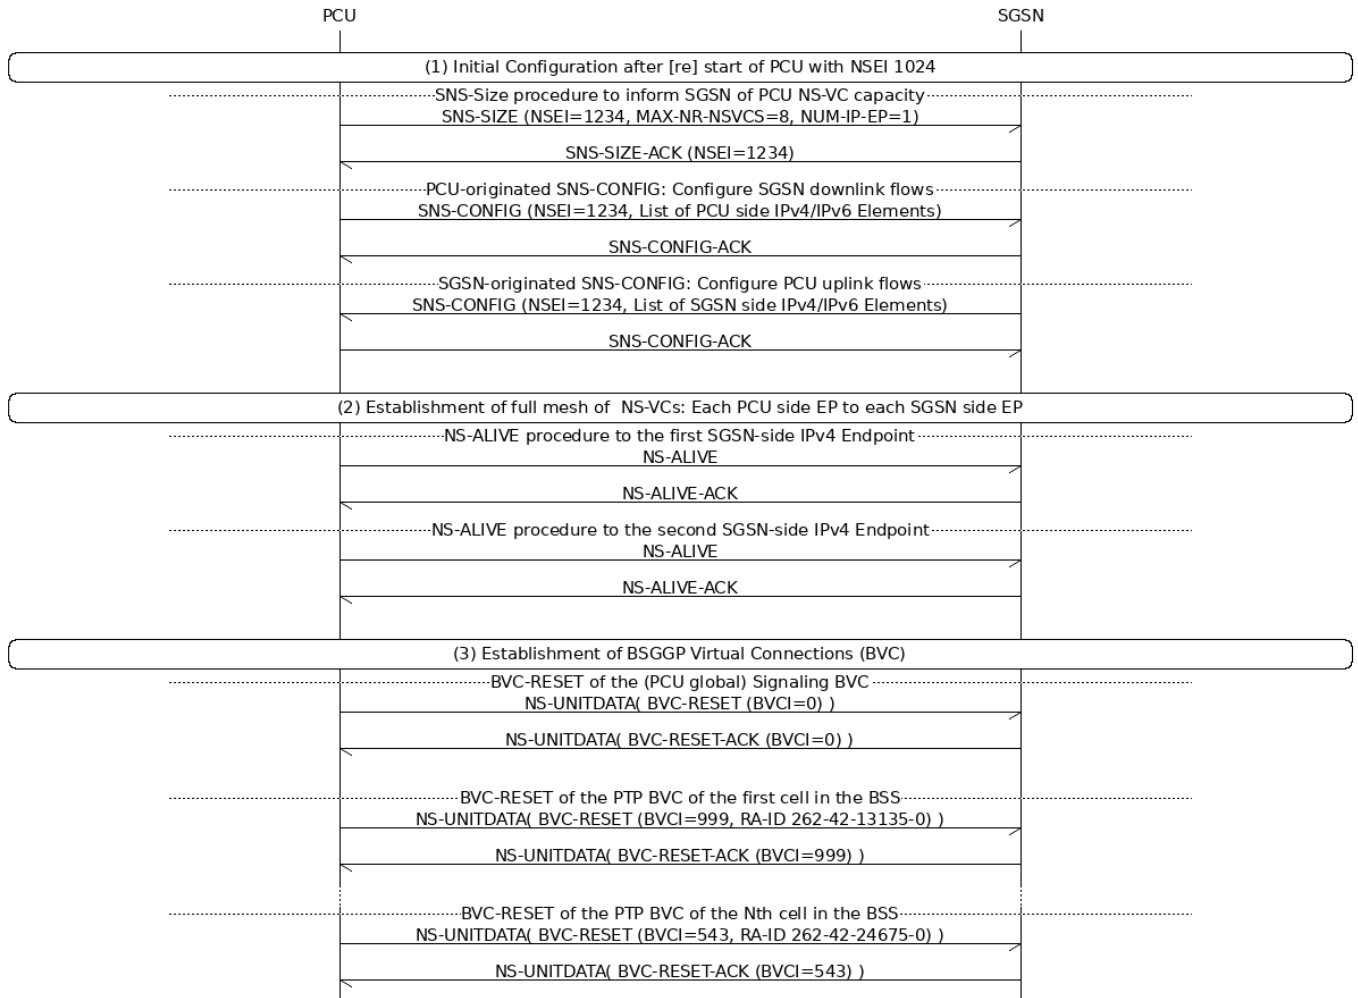 PCU SGSN
(1) Initial Configuration after [re] start of PCU with NSEI 1024
SNS-Size procedure to inform SGSN of PCU NS-VC capacity
SNS-SIZE (NSEI=1234, MAX-NR-NSVCS=8, NUM-IP-EP=1)
SNS-SIZE-ACK (NSEI=1234)
PCU-originated SNS-CONFIG: Configure SGSN downlink flows
SNS-CONFIG (NSEI=1234, List of PCU side IPv4/IPv6 Elements)
SNS-CONFIG-ACK
SGSN-originated SNS-CONFIG: Configure PCU uplink flows
SNS-CONFIG (NSEI=1234, List of SGSN side IPv4/IPv6 Elements)
SNS-CONFIG-ACK
(2) Establishment of full mesh of  NS-VCs: Each PCU side EP to each SGSN side EP
NS-ALIVE procedure to the first SGSN-side IPv4 Endpoint
NS-ALIVE
NS-ALIVE-ACK
NS-ALIVE procedure to the second SGSN-side IPv4 Endpoint
NS-ALIVE
NS-ALIVE-ACK
(3) Establishment of BSGGP Virtual Connections (BVC)
BVC-RESET of the (PCU global) Signaling BVC
NS-UNITDATA( BVC-RESET (BVCI=0) )
NS-UNITDATA( BVC-RESET-ACK (BVCI=0) )
BVC-RESET of the PTP BVC of the first cell in the BSS
NS-UNITDATA( BVC-RESET (BVCI=999, RA-ID 262-42-13135-0) )
NS-UNITDATA( BVC-RESET-ACK (BVCI=999) )
BVC-RESET of the PTP BVC of the Nth cell in the BSS
NS-UNITDATA( BVC-RESET (BVCI=543, RA-ID 262-42-24675-0) )
NS-UNITDATA( BVC-RESET-ACK (BVCI=543) )